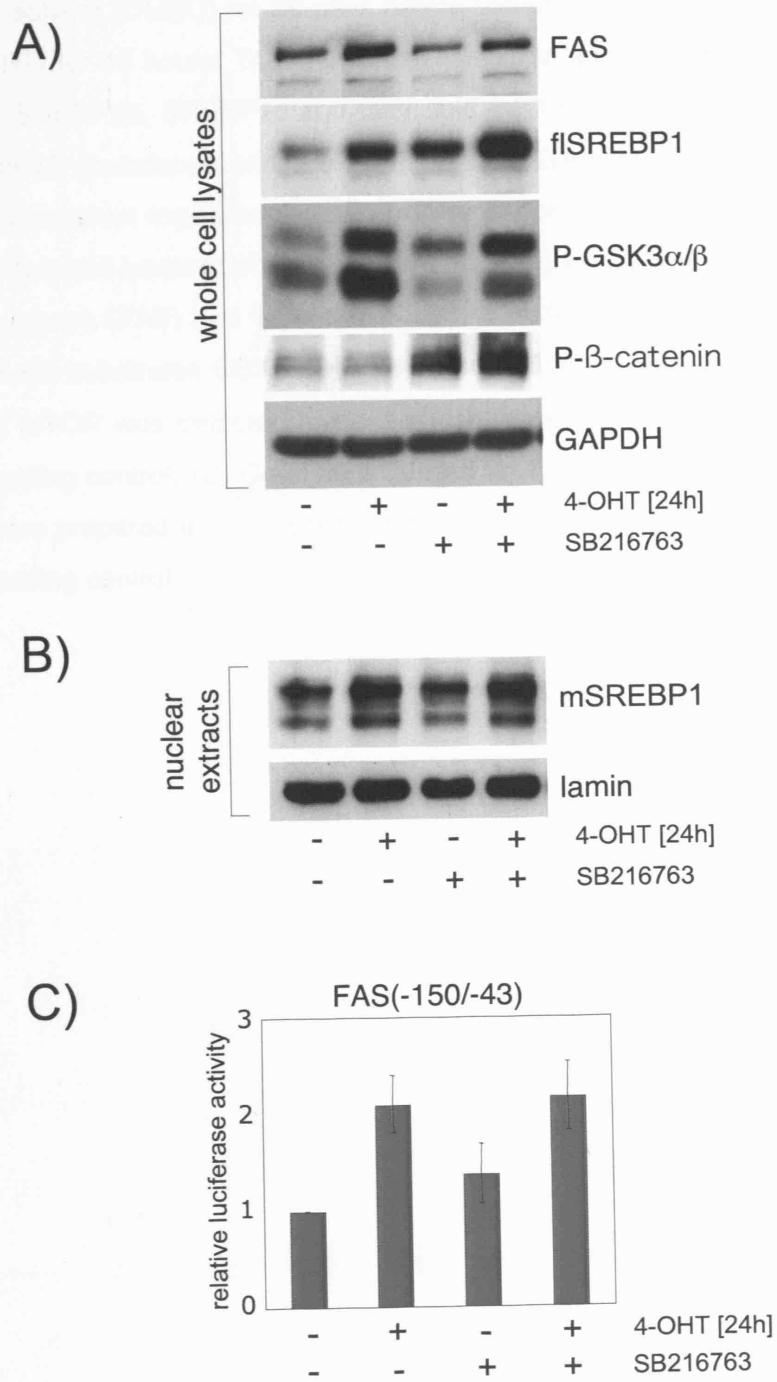 A)
whole cell lysates
FAS
flSREBP1
P-GSK3α/β
P-β-catenin
GAPDH
- + - + 4-OHT [24h]
- - + + SB216763
B)
nuclear
extracts
mSREBP1
lamin
- + - + 4-OHT [24h]
- - + + SB216763
C)
FAS(-150/-43)
relative luciferase activity
3
2
1
0
- + - + 4-OHT [24h]
- - + + SB216763